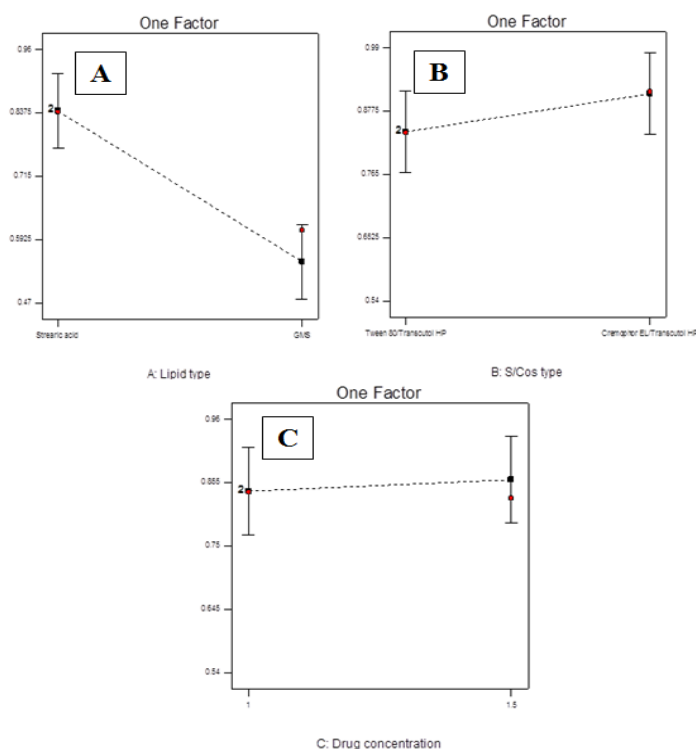 One Factor
One Factor
0.96
0.8375
0.715
0.5925
0.47
A
2
Strearic acid
GMS
A: Lipid type
0.99
0.8775
0.765
0.6525
0.54
B
2
Tween 80/Transcutol HP
Cremophor EL/Transcutol HP
B: S/Cos type
One Factor
0.96
0.855
0.75
0.645
0.54
C
2
1
1.5
C: Drug concentration